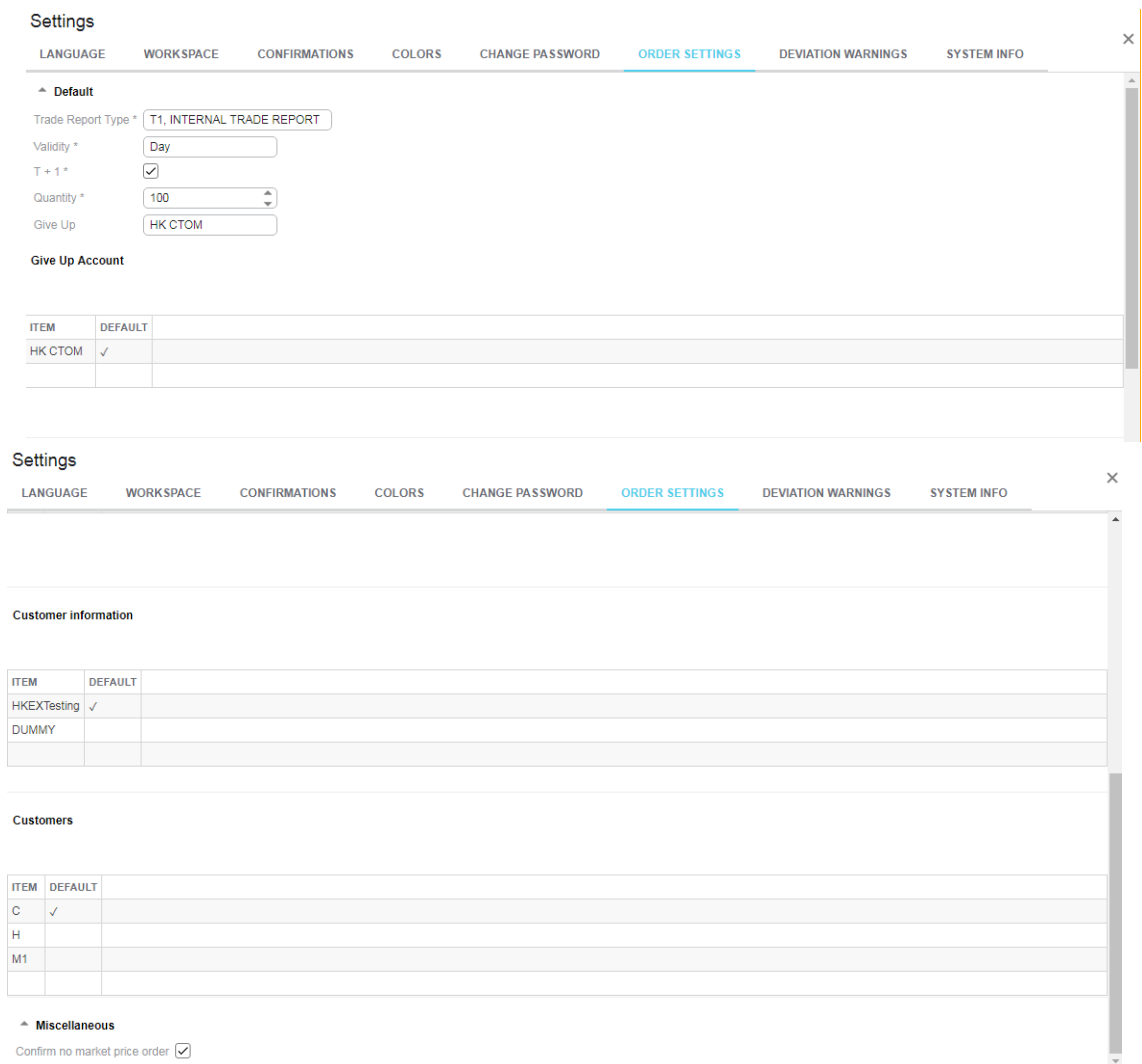 Settings
LANGUAGE WORKSPACE CONFIRMATIONS COLORS CHANGE PASSWORD ORDER SETTINGS DEVIATION WARNINGS SYSTEM INFO
Default
Trade Report Type * T1, INTERNAL TRADE REPORT
Validity * Day
T + 1 *
Quantity * 100
Give Up HK CTOM
Give Up Account
ITEM DEFAULT
HK CTOM ✓
Settings
LANGUAGE WORKSPACE CONFIRMATIONS COLORS CHANGE PASSWORD ORDER SETTINGS DEVIATION WARNINGS SYSTEM INFO
Customer information
ITEM DEFAULT
HKEXTesting ✓
DUMMY
Customers
ITEM DEFAULT
C ✓
H
M1
Miscellaneous
Confirm no market price order